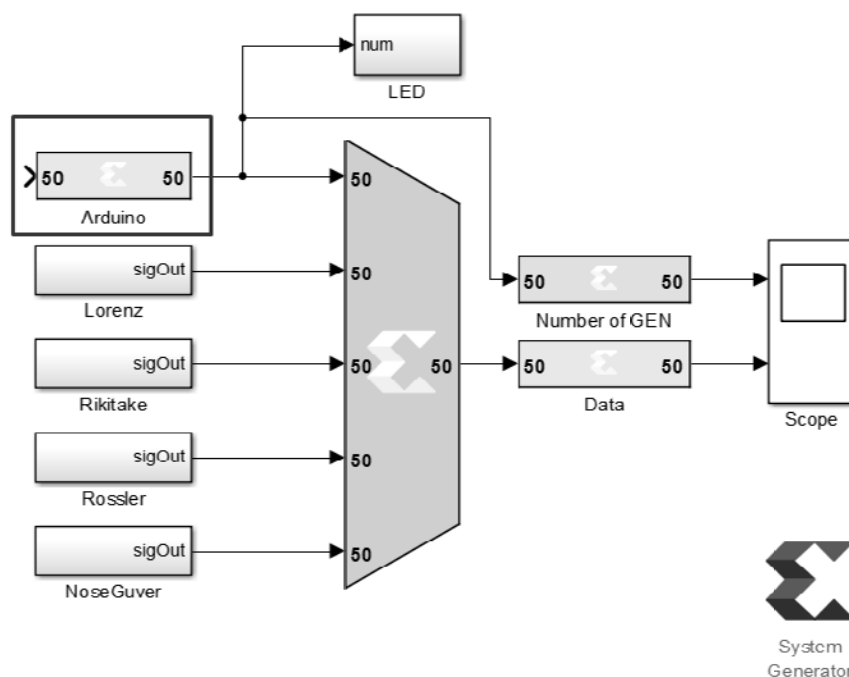 num
LED
50 50
Arduino
50
sigOut
Lorenz
50
sigOut
Rikitake
50
50
sigOut
Rossler
50
sigOut
NoseGuver
50
50 50
Number of GEN
50 50
Data
Scope
System
Generator